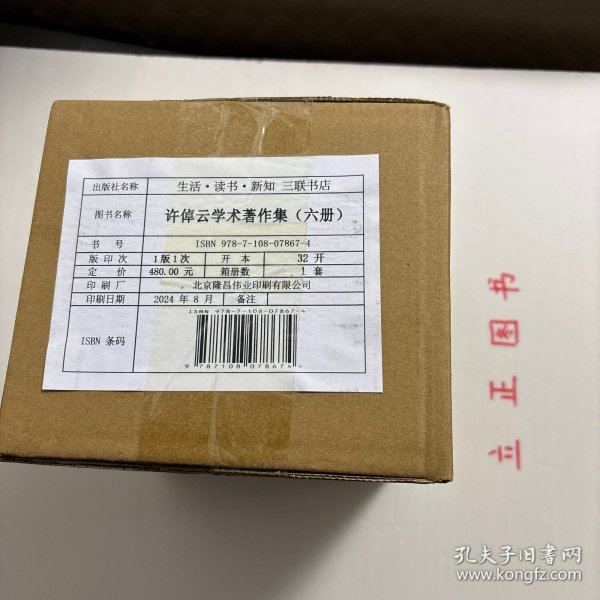 出版社名称 生活·读书·新知 三联书店
图书名称 许倬云学术著作集（六册）
书 号 ISBN 978-7-108-07867-4
版 印 次 1版1次 开 本 32 开
定 价 480.00 元 箱册数 1 套
印 刷 厂 北京隆昌伟业印刷有限公司
印刷日期 2024 年 8 月 备注
ISBN 条码
ISBN 978-7-108-07867-4
9 787108 078674>
立正图书
孔夫子旧书网
www.kongfz.com